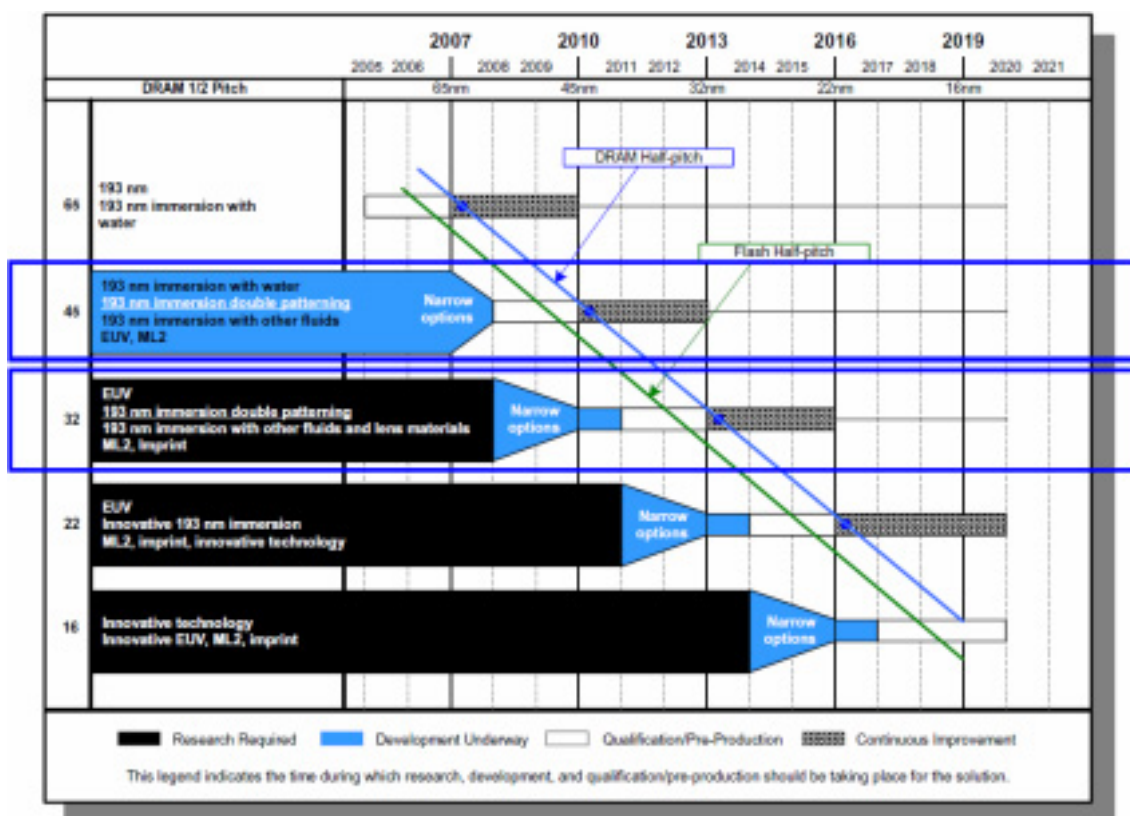 2007 2010 2013 2016 2019
2005 2006 2008 2009 2011 2012 2014 2015 2017 2018 2020 2021
DRAM 1/2 Pitch 65nm 45nm 32nm 22nm 16nm
DRAM Half-pitch
65
193 nm
193 nm immersion with
water
Flash Half-pitch
45
193 nm immersion with water
193 nm immersion double patterning
193 nm immersion with other fluids
EUV, ML2
Narrow
options
32
EUV
193 nm immersion double patterning
193 nm immersion with other fluids and lens materials
ML2, Imprint
Narrow
options
22
EUV
Innovative 193 nm immersion
ML2, imprint, innovative technology
Narrow
options
16
Innovative technology
Innovative EUV, ML2, imprint
Narrow
options
Research Required Development Underway Qualification/Pre-Production Continuous Improvement
This legend indicates the time during which research, development, and qualification/pre-production should be taking place for the solution.